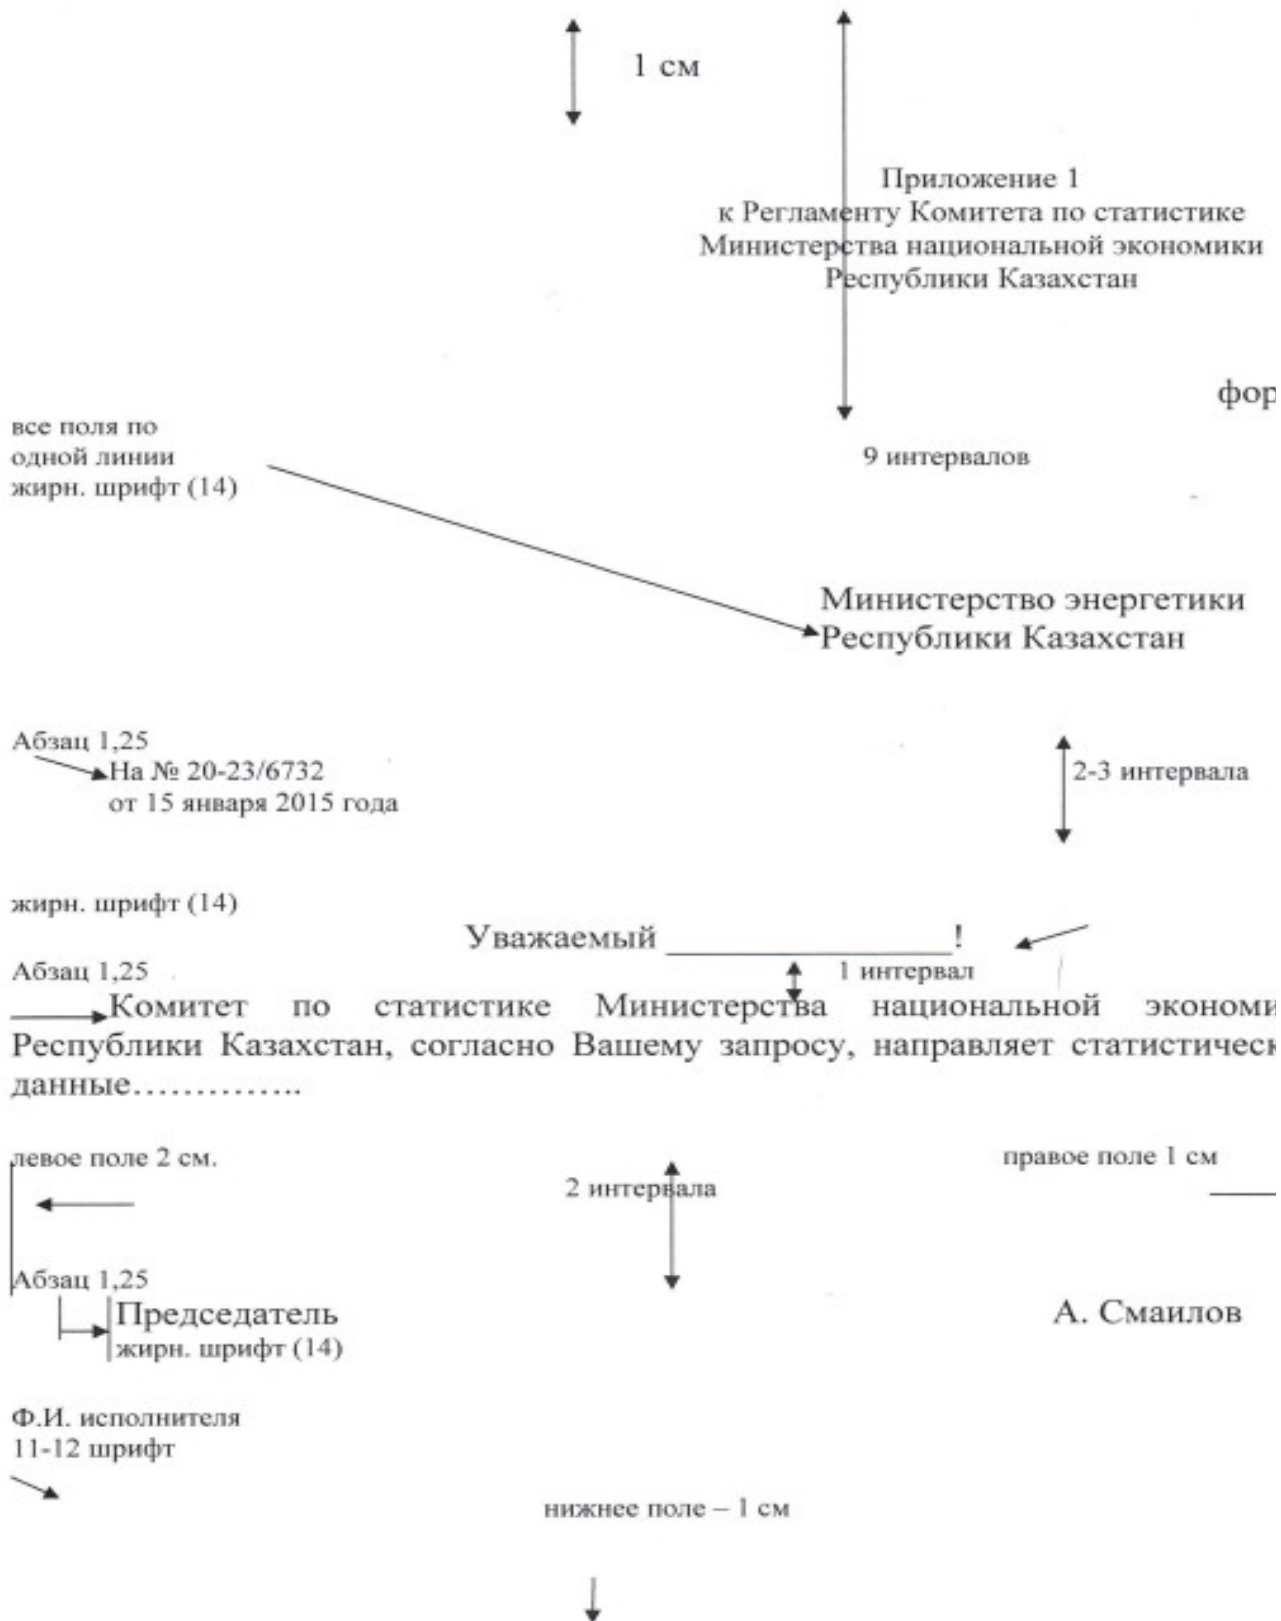 1 см
Приложение 1
к Регламенту Комитета по статистике
Министерства национальной экономики
Республики Казахстан
фор
все поля по
одной линии
жирн. шрифт (14)
9 интервалов
Министерство энергетики
Республики Казахстан
Абзац 1,25
На № 20-23/6732
от 15 января 2015 года
2-3 интервала
жирн. шрифт (14)
Уважаемый ____________________!
Абзац 1,25
1 интервал
Комитет по статистике Министерства национальной экономи
Республики Казахстан, согласно Вашему запросу, направляет статистическ
данные…………..
левое поле 2 см.
правое поле 1 см
2 интервала
Абзац 1,25
Председатель
А. Смаилов
жирн. шрифт (14)
Ф.И. исполнителя
11-12 шрифт
нижнее поле – 1 см